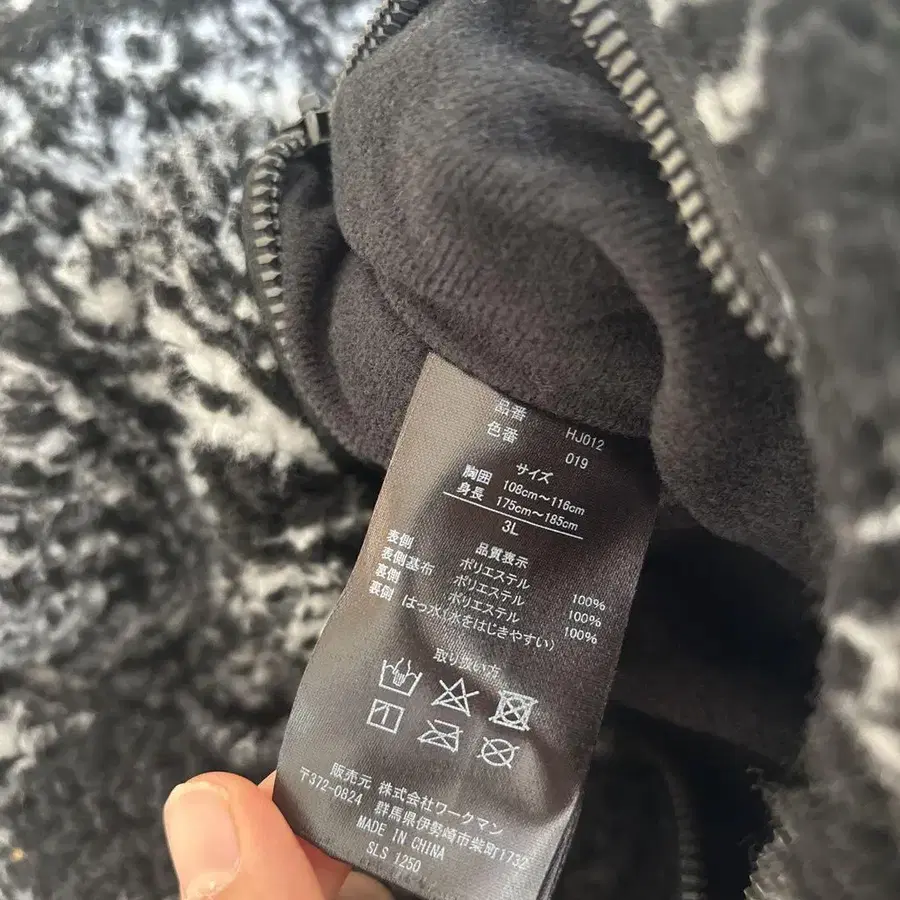 品番 HJ012
色番 019
サイズ
胸囲 108cm～116cm
身長 175cm～185cm
3L
品質表示
表側 ポリエステル 100%
表側基布 ポリエステル 100%
裏側 ポリエステル 100%
裏側 はっ水(水をはじきやすい)
取り扱い方
販売元 株式会社ワークマン
〒372-0824 群馬県伊勢崎市柴町1732
MADE IN CHINA
SLS 1250